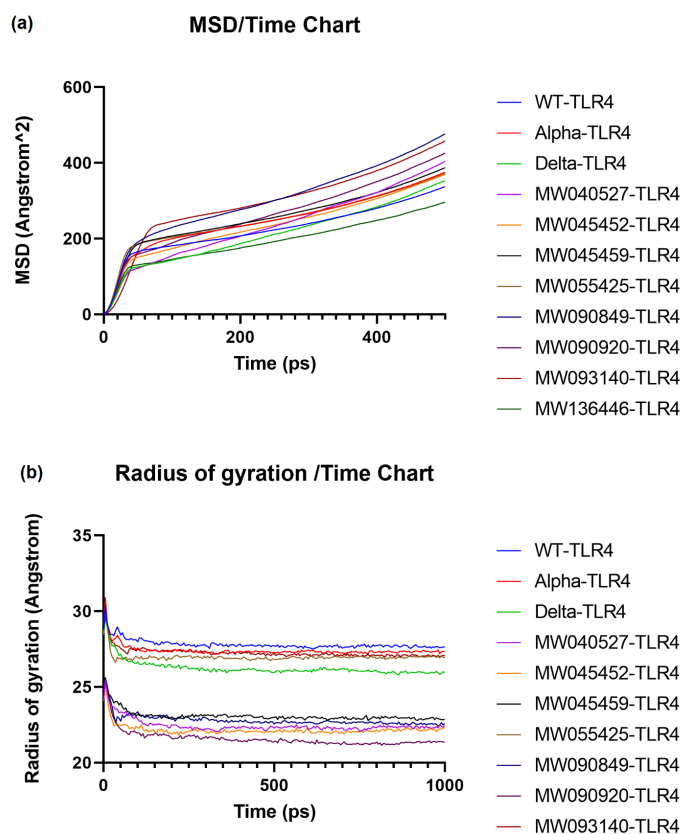 (a)
MSD/Time Chart
MSD (Angstrom^2)
600
400
200
0
0
200
400
Time (ps)
WT-TLR4
Alpha-TLR4
Delta-TLR4
MW040527-TLR4
MW045452-TLR4
MW045459-TLR4
MW055425-TLR4
MW090849-TLR4
MW090920-TLR4
MW093140-TLR4
MW136446-TLR4
(b)
Radius of gyration /Time Chart
Radius of gyration (Angstrom)
35
30
25
20
0
500
1000
Time (ps)
WT-TLR4
Alpha-TLR4
Delta-TLR4
MW040527-TLR4
MW045452-TLR4
MW045459-TLR4
MW055425-TLR4
MW090849-TLR4
MW090920-TLR4
MW093140-TLR4